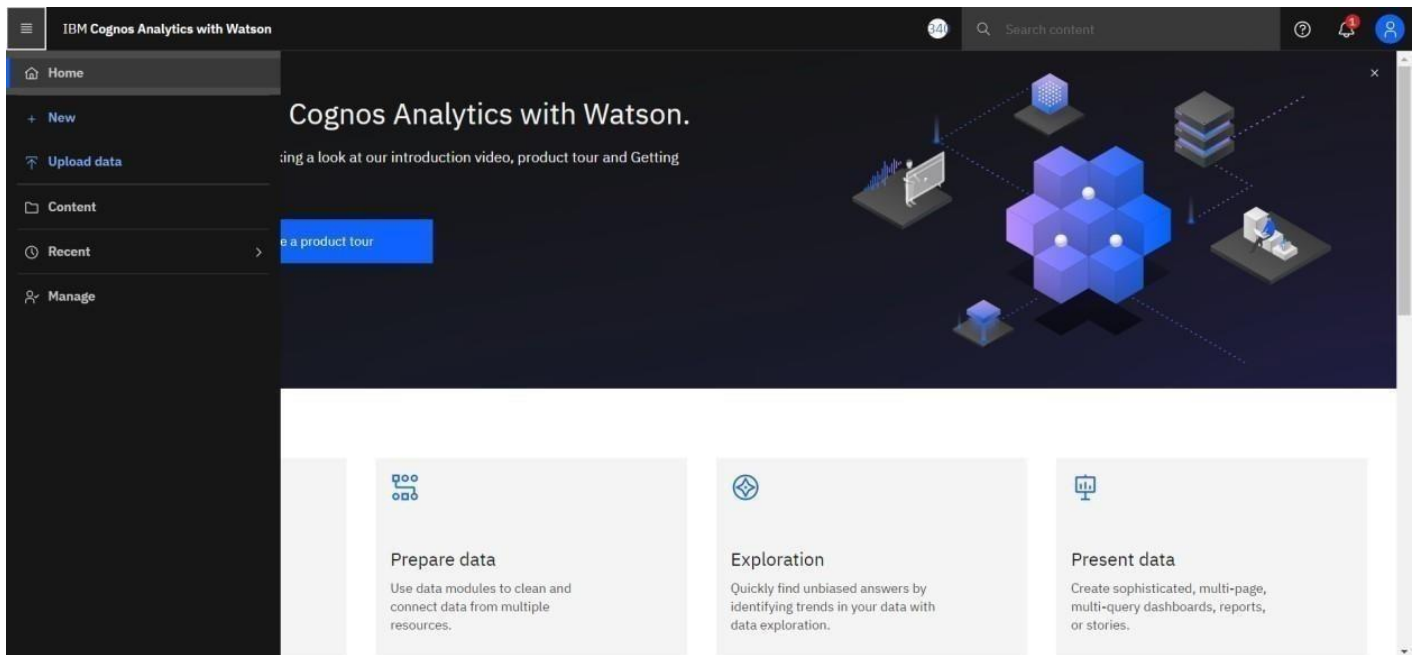 IBM Cognos Analytics with Watson
340
Search content
1
Home
New
Upload data
Content
Recent
Manage
Cognos Analytics with Watson.
king a look at our introduction video, product tour and Getting
e a product tour
Prepare data
Use data modules to clean and
connect data from multiple
resources.
Exploration
Quickly find unbiased answers by
identifying trends in your data with
data exploration.
Present data
Create sophisticated, multi-page,
multi-query dashboards, reports,
or stories.